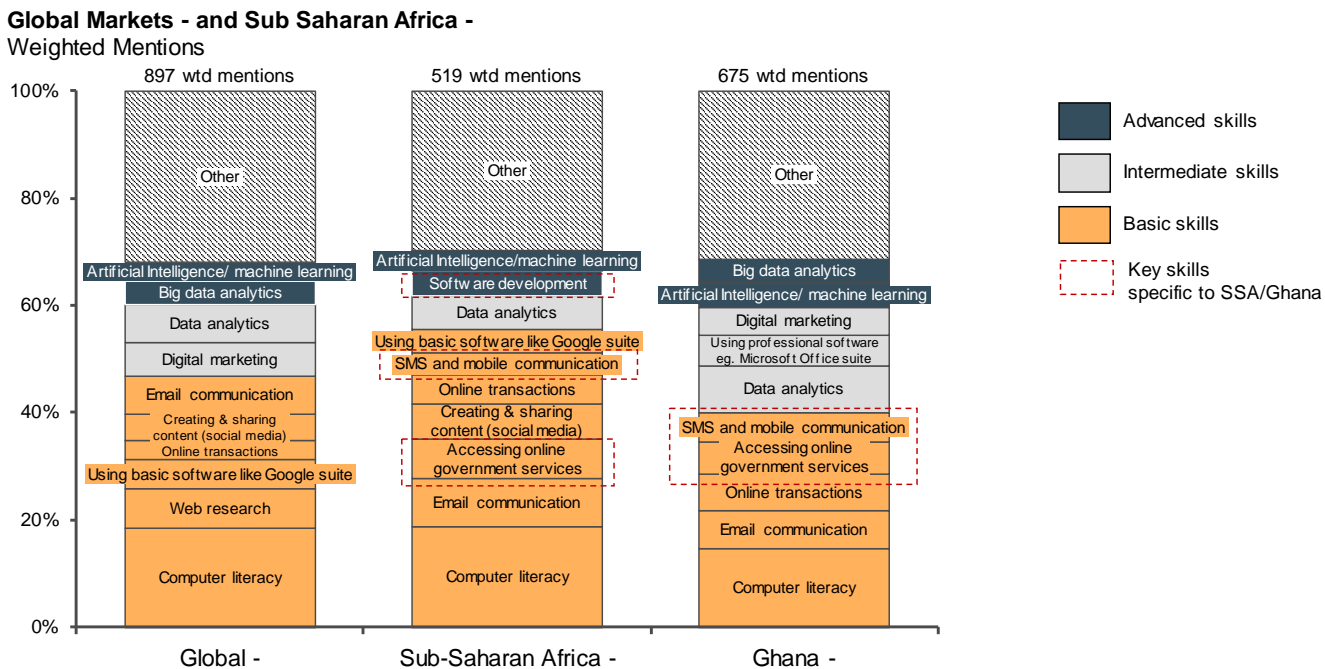 Global Markets - and Sub Saharan Africa -
Weighted Mentions
897 wtd mentions
519 wtd mentions
675 wtd mentions
100%
80%
60%
40%
20%
0%
Other
Artificial Intelligence/ machine learning
Big data analytics
Data analytics
Digital marketing
Email communication
Creating & sharing
content (social media)
Online transactions
Using basic software like Google suite
Web research
Computer literacy
Global -
Other
Artificial Intelligence/machine learning
Software development
Data analytics
Using basic software like Google suite
SMS and mobile communication
Online transactions
Creating & sharing
content (social media)
Accessing online
government services
Email communication
Computer literacy
Sub-Saharan Africa -
Other
Big data analytics
Artificial Intelligence/ machine learning
Digital marketing
Using professional software
eg. Microsoft Office suite
Data analytics
SMS and mobile communication
Accessing online
government services
Online transactions
Email communication
Computer literacy
Ghana -
Advanced skills
Intermediate skills
Basic skills
Key skills
specific to SSA/Ghana